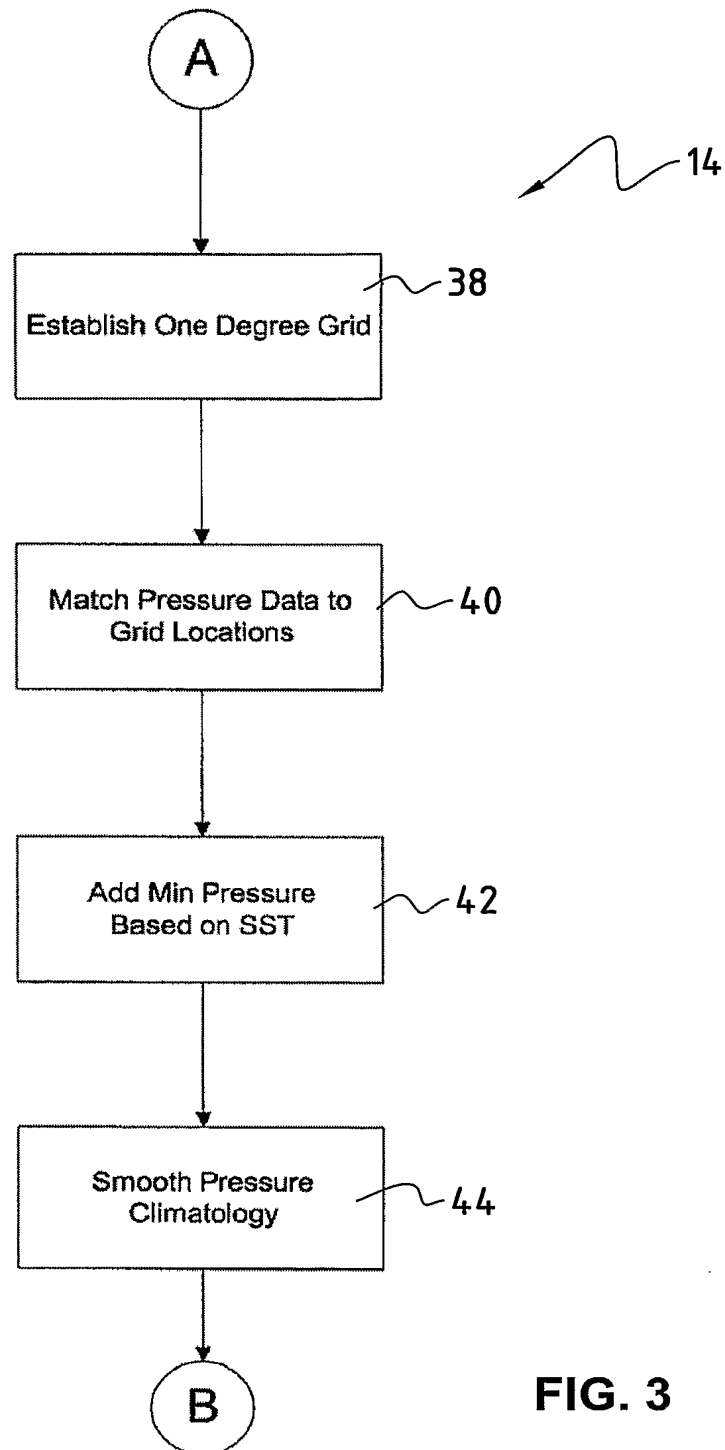 A
14
Establish One Degree Grid
38
Match Pressure Data to
Grid Locations
40
Add Min Pressure
Based on SST
42
Smooth Pressure
Climatology
44
B
FIG. 3